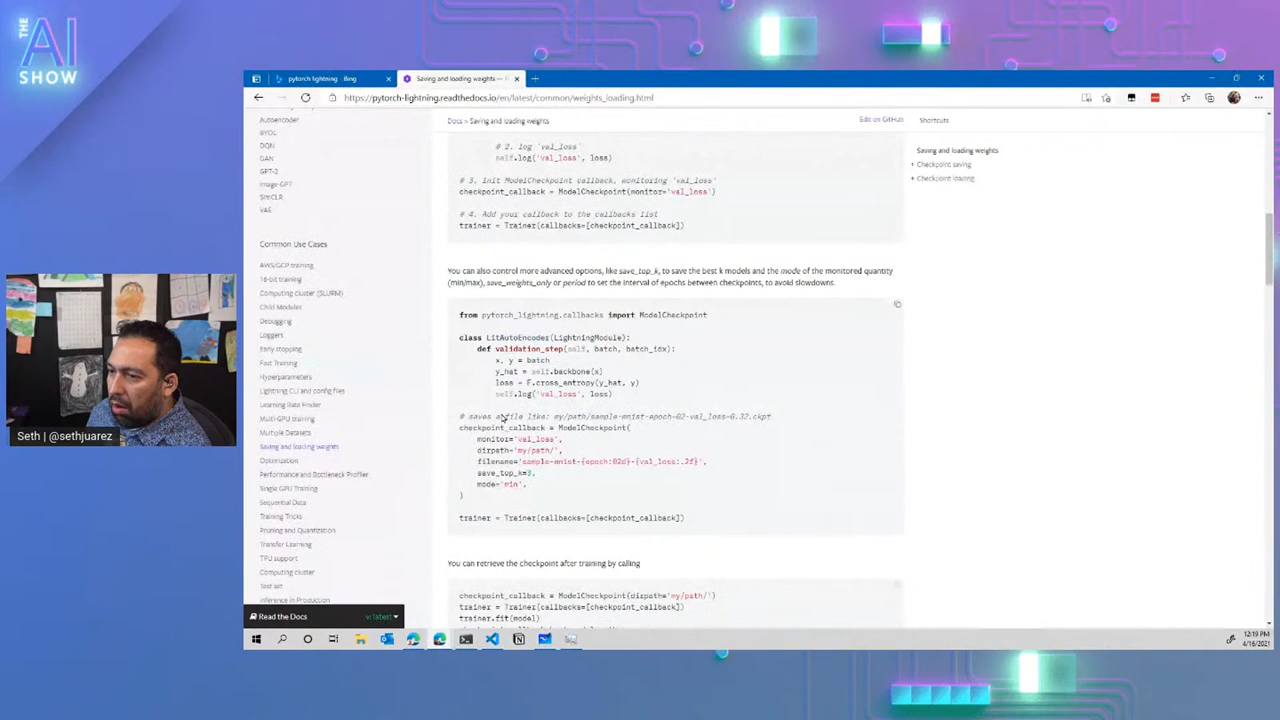 THE
AI
SHOW
pytorch lightning - Bing
Saving and loading weights —
https://pytorch-lightning.readthedocs.io/en/latest/common/weights_loading.html
Autoencoder
BYOL
DQN
GAN
GPT-2
Image-GPT
SimCLR
VAE
Common Use Cases
AWS/GCP training
16-bit training
Computing cluster (SLURM)
Child Modules
Debugging
Loggers
Early stopping
Fast Training
Hyperparameters
Lightning CLI and config files
Learning Rate Finder
Multi-GPU training
Multiple Datasets
Saving and loading weights
Optimization
Performance and Bottleneck Profiler
Single GPU Training
Sequential Data
Training Tricks
Pruning and Quantization
Transfer Learning
TPU support
Computing cluster
Test set
Inference in Production
Read the Docs
v: latest
Docs > Saving and loading weights
Edit on GitHub
# 2. log 'val_loss'
self.log('val_loss', loss)
# 3. Init ModelCheckpoint callback, monitoring 'val_loss'
checkpoint_callback = ModelCheckpoint(monitor='val_loss')
# 4. Add your callback to the callbacks list
trainer = Trainer(callbacks=[checkpoint_callback])
You can also control more advanced options, like save_top_k, to save the best k models and the mode of the monitored quantity
(min/max), save_weights_only or period to set the interval of epochs between checkpoints, to avoid slowdowns.
from pytorch_lightning.callbacks import ModelCheckpoint
class LitAutoEncoder(LightningModule):
def validation_step(self, batch, batch_idx):
x, y = batch
y_hat = self.backbone(x)
loss = F.cross_entropy(y_hat, y)
self.log('val_loss', loss)
# saves a file like: my/path/sample-mnist-epoch=02-val_loss=0.32.ckpt
checkpoint_callback = ModelCheckpoint(
monitor='val_loss',
dirpath='my/path/',
filename='sample-mnist-{epoch:02d}-{val_loss:.2f}',
save_top_k=3,
mode='min',
)
trainer = Trainer(callbacks=[checkpoint_callback])
You can retrieve the checkpoint after training by calling
checkpoint_callback = ModelCheckpoint(dirpath='my/path/')
trainer = Trainer(callbacks=[checkpoint_callback])
trainer.fit(model)
Shortcuts
Saving and loading weights
+ Checkpoint saving
+ Checkpoint loading
Seth | @sethjuarez
12:19 PM
4/16/2021